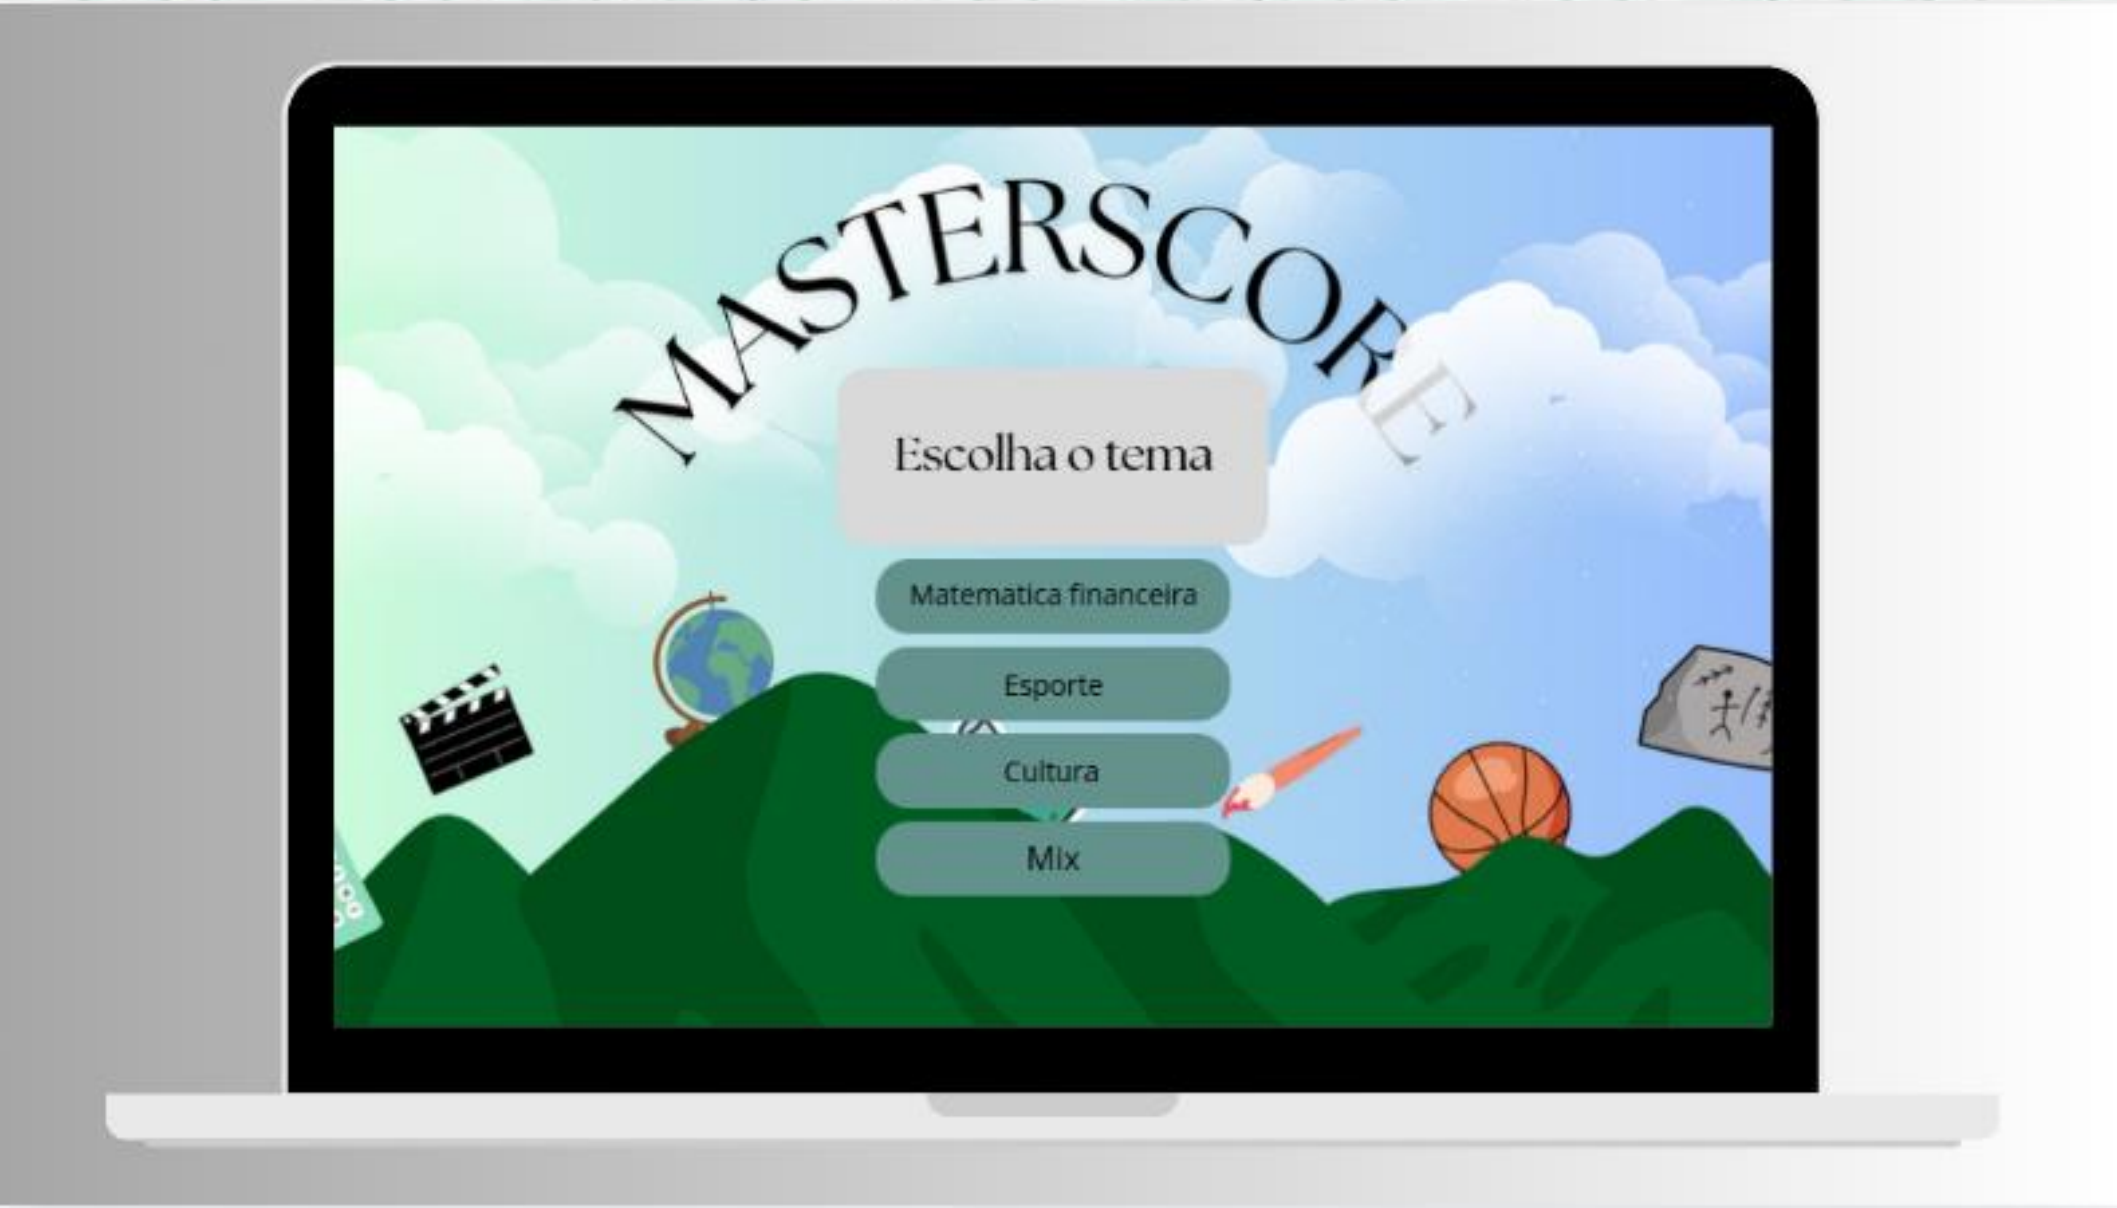 MASTERSCORE
Escolha o tema
Matematica financeira
Esporte
Cultura
Mix